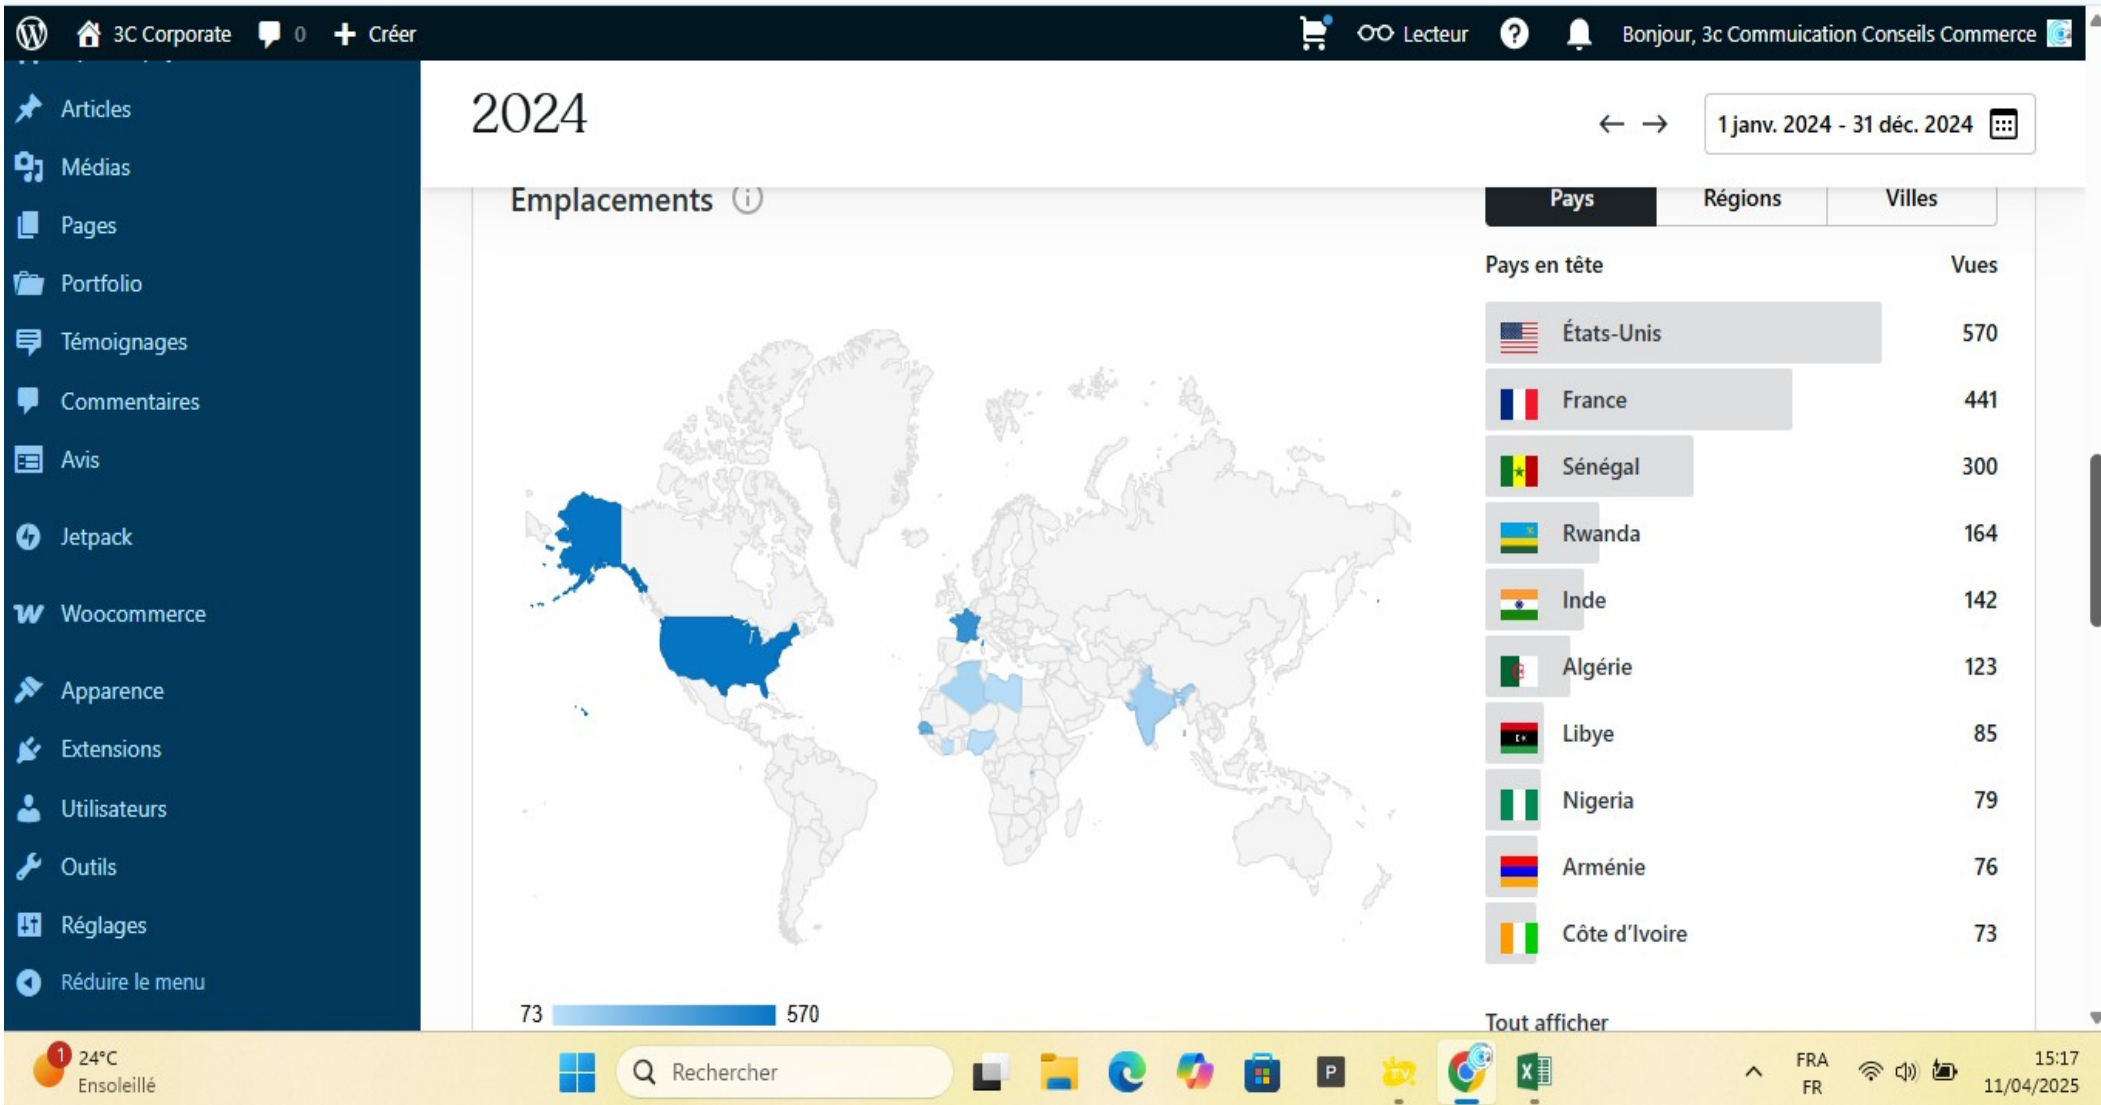 3C Corporate 0 Créer Lecteur Bonjour, 3c Commuication Conseils Commerce
Articles
Médias
Pages
Portfolio
Témoignages
Commentaires
Avis
Jetpack
Woocommerce
Apparence
Extensions
Utilisateurs
Outils
Réglages
Réduire le menu
2024
1 janv. 2024 - 31 déc. 2024
Emplacements
Pays Régions Villes
Pays en tête Vues
États-Unis 570
France 441
Sénégal 300
Rwanda 164
Inde 142
Algérie 123
Libye 85
Nigeria 79
Arménie 76
Côte d’Ivoire 73
73 570
Tout afficher
1
24°C
Ensoleillé
Rechercher
FRA
FR
15:17
11/04/2025